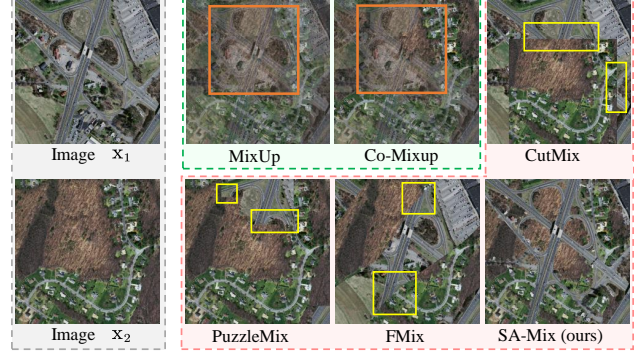 Image x₁
MixUp
Co-Mixup
CutMix
Image x₂
PuzzleMix
FMix
SA-Mix (ours)